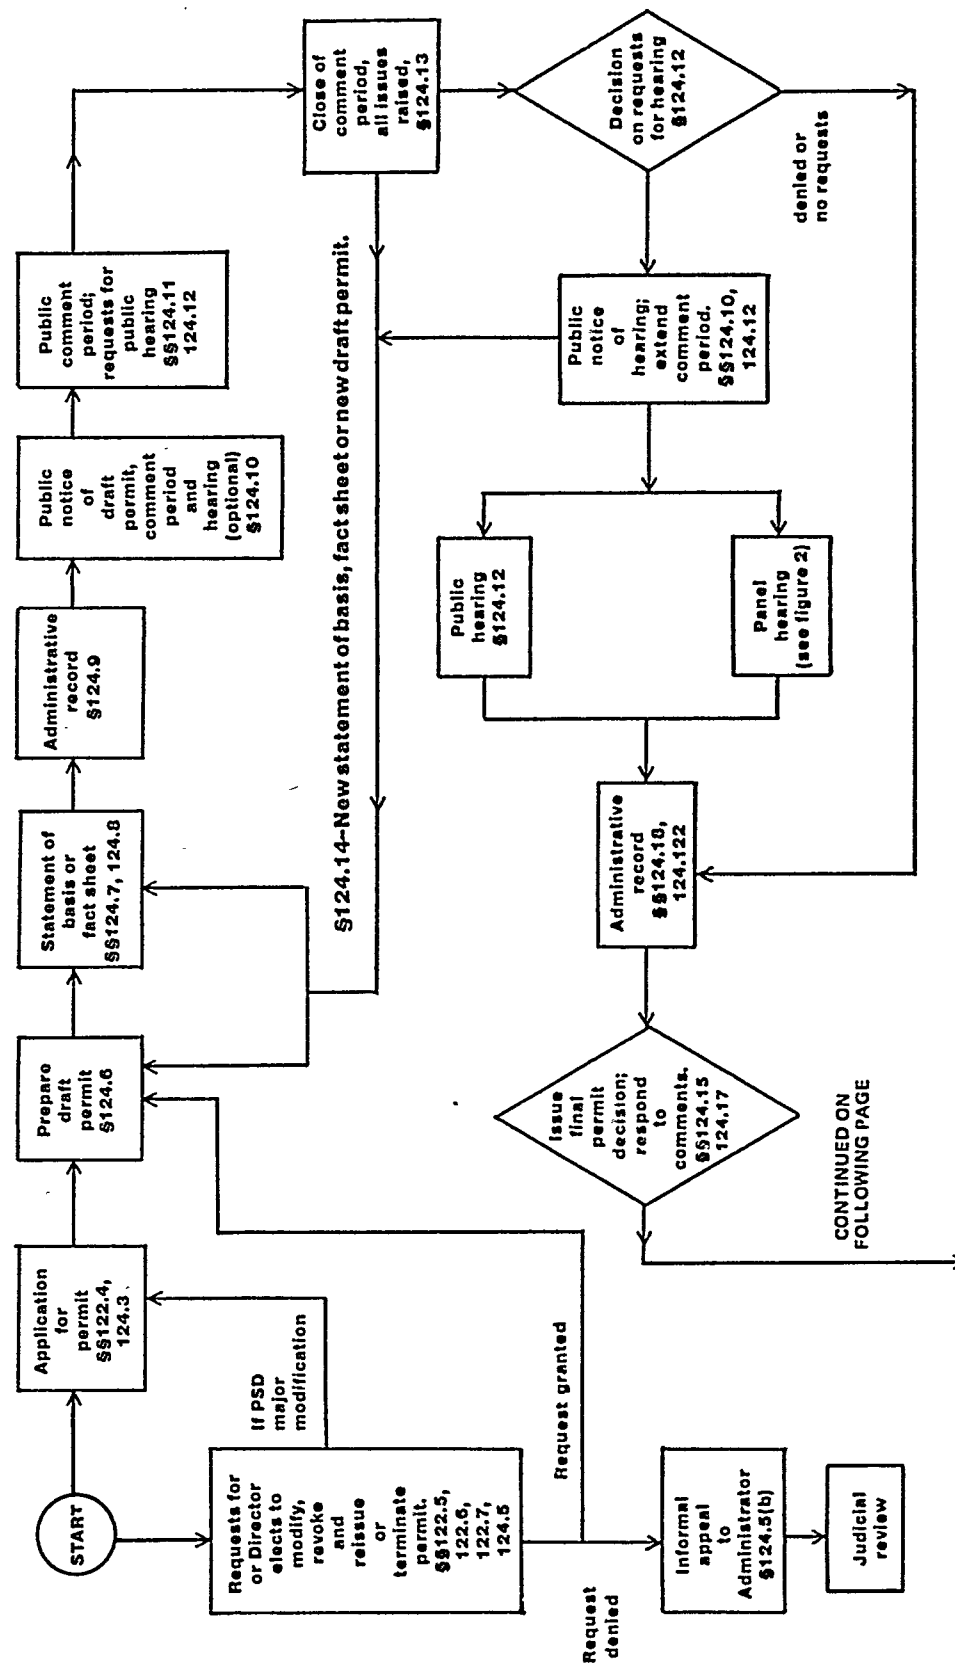 START
Application
for
permit
§§122.4,
124.3
Prepare
draft
permit
§124.6
Statement of
basis or
fact sheet
§§124.7, 124.8
Administrative
record
§124.9
Public
notice
of
draft
permit,
comment
period
and
hearing
(optional)
§124.10
Public
comment
period;
requests for
public
hearing
§§124.11
124.12
Close of
comment
period,
all issues
raised,
§124.13
Decision
on requests
for hearing
§124.12
denied or
no requests
§124.14-New statement of basis, fact sheet or new draft permit.
Public
notice
of
hearing;
extend
comment
period.
§§124.10,
124.12
Public
hearing
§124.12
Panel
hearing
(see figure 2)
Administrative
record
§§124.18,
124.122
Issue
final
permit
decision;
respond
to
comments.
§§124.15
124.17
CONTINUED ON
FOLLOWING PAGE
If PSD
major
modification
Requests for
or Director
elects to
modify,
revoke
and
reissue
or
terminate
permit.
§§122.5,
122.6,
122.7,
124.5
Request granted
Request
denied
Informal
appeal
to
Administrator
§124.5(b)
Judicial
review